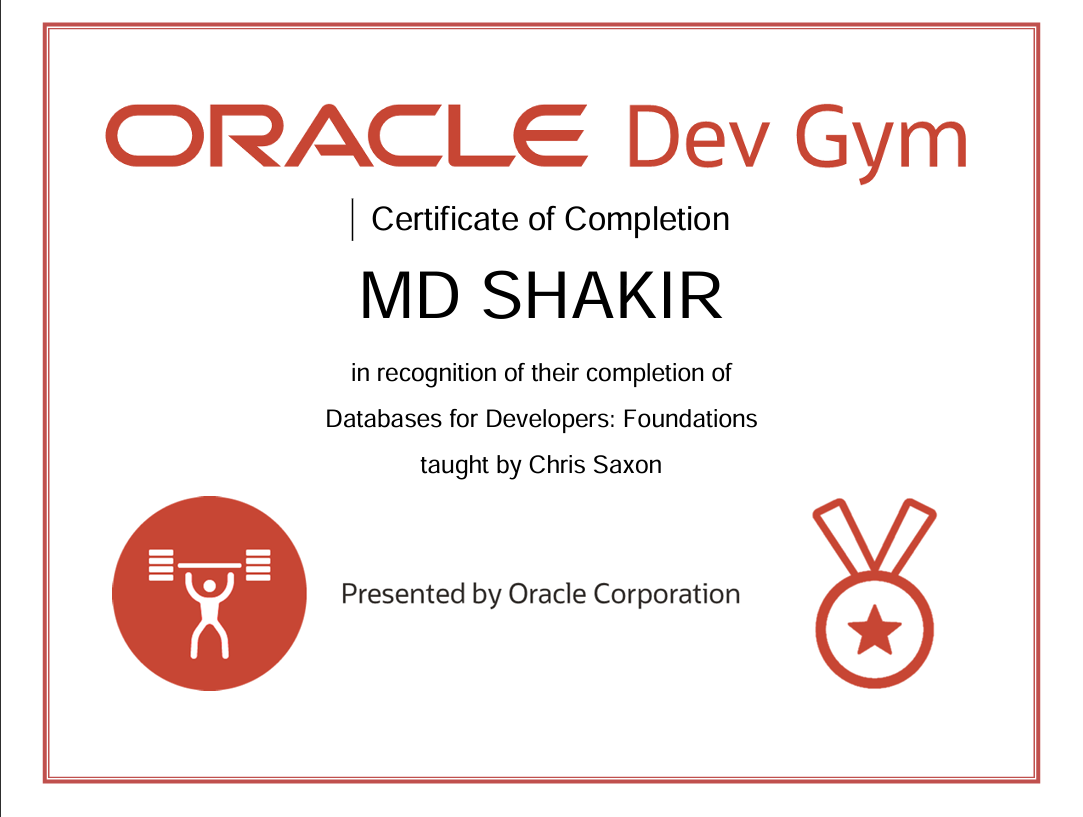 ORACLE Dev Gym
Certificate of Completion
MD SHAKIR
in recognition of their completion of
Databases for Developers: Foundations
taught by Chris Saxon
Presented by Oracle Corporation